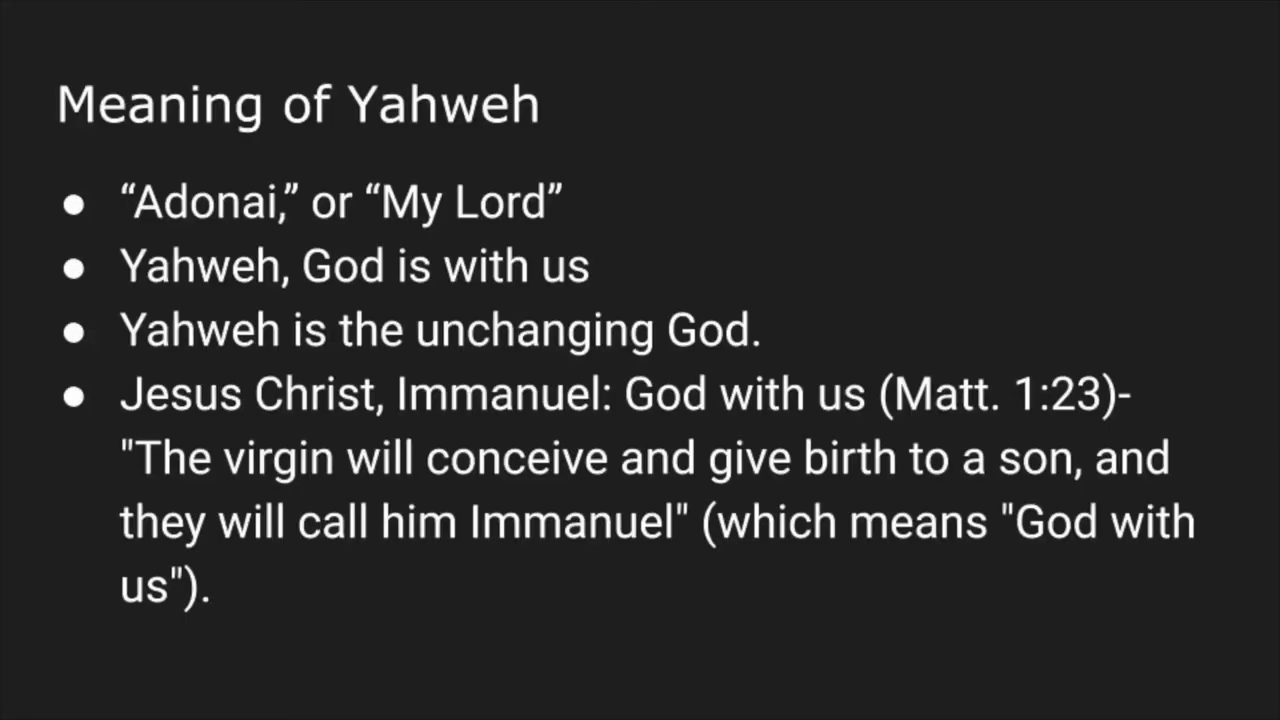 Meaning of Yahweh
● “Adonai,” or “My Lord”
● Yahweh, God is with us
● Yahweh is the unchanging God.
● Jesus Christ, Immanuel: God with us (Matt. 1:23)-
"The virgin will conceive and give birth to a son, and
they will call him Immanuel" (which means "God with
us").